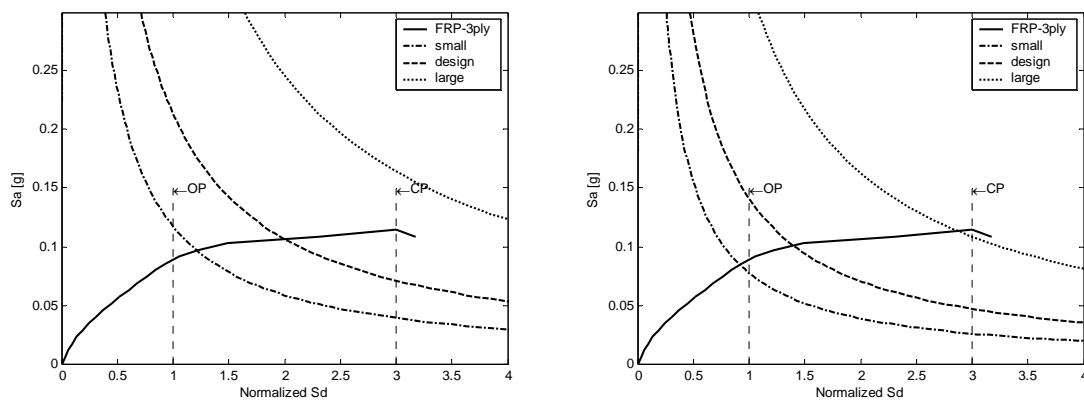 FRP-3ply
small
design
large
0.25
0.2
0.15
0.1
0.05
0
Sa [g]
←OP
←CP
0 0.5 1 1.5 2 2.5 3 3.5 4
Normalized Sd
FRP-3ply
small
design
large
0.25
0.2
0.15
0.1
0.05
0
Sa [g]
←OP
←CP
0 0.5 1 1.5 2 2.5 3 3.5 4
Normalized Sd